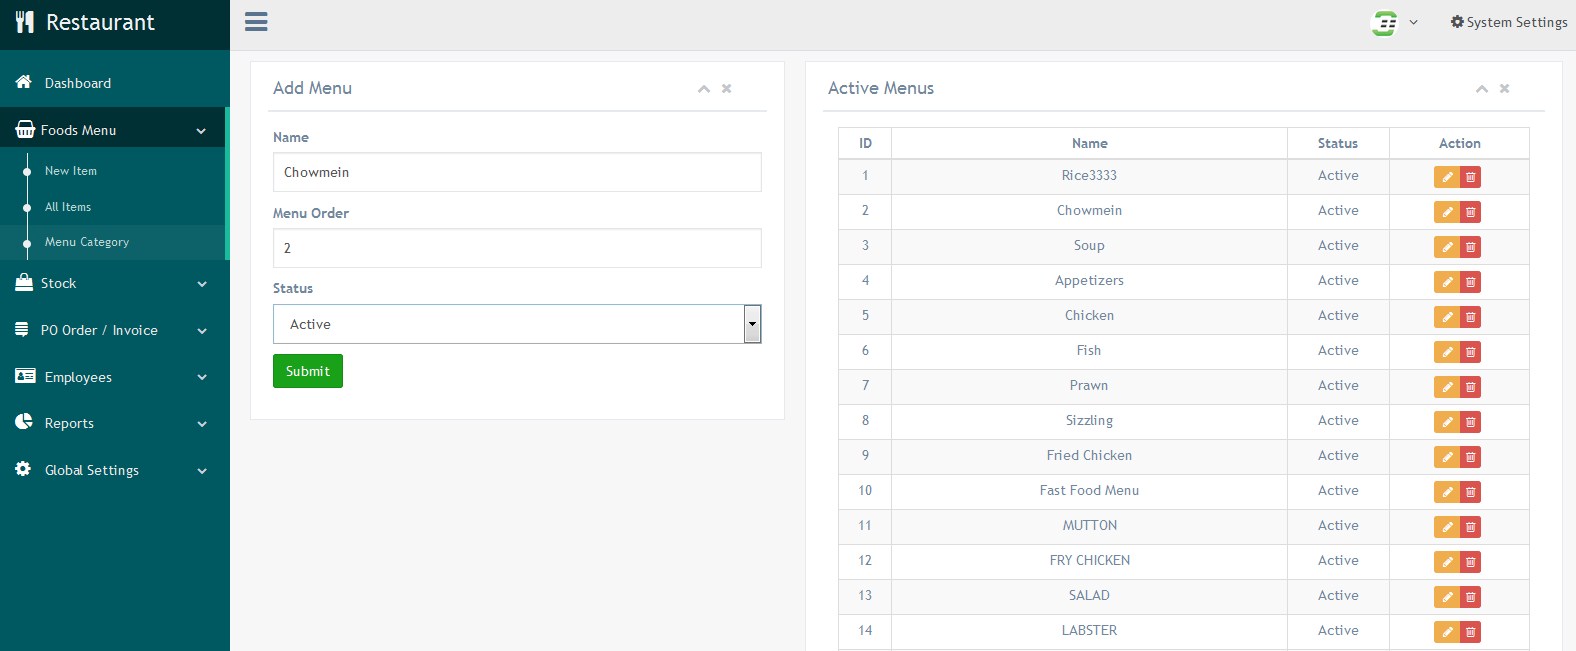 Restaurant
System Settings
Dashboard
Foods Menu
New Item
All Items
Menu Category
Stock
PO Order / Invoice
Employees
Reports
Global Settings
Add Menu
Name
Chowmein
Menu Order
2
Status
Active
Submit
Active Menus
ID Name Status Action
1 Rice3333 Active
2 Chowmein Active
3 Soup Active
4 Appetizers Active
5 Chicken Active
6 Fish Active
7 Prawn Active
8 Sizzling Active
9 Fried Chicken Active
10 Fast Food Menu Active
11 MUTTON Active
12 FRY CHICKEN Active
13 SALAD Active
14 LABSTER Active